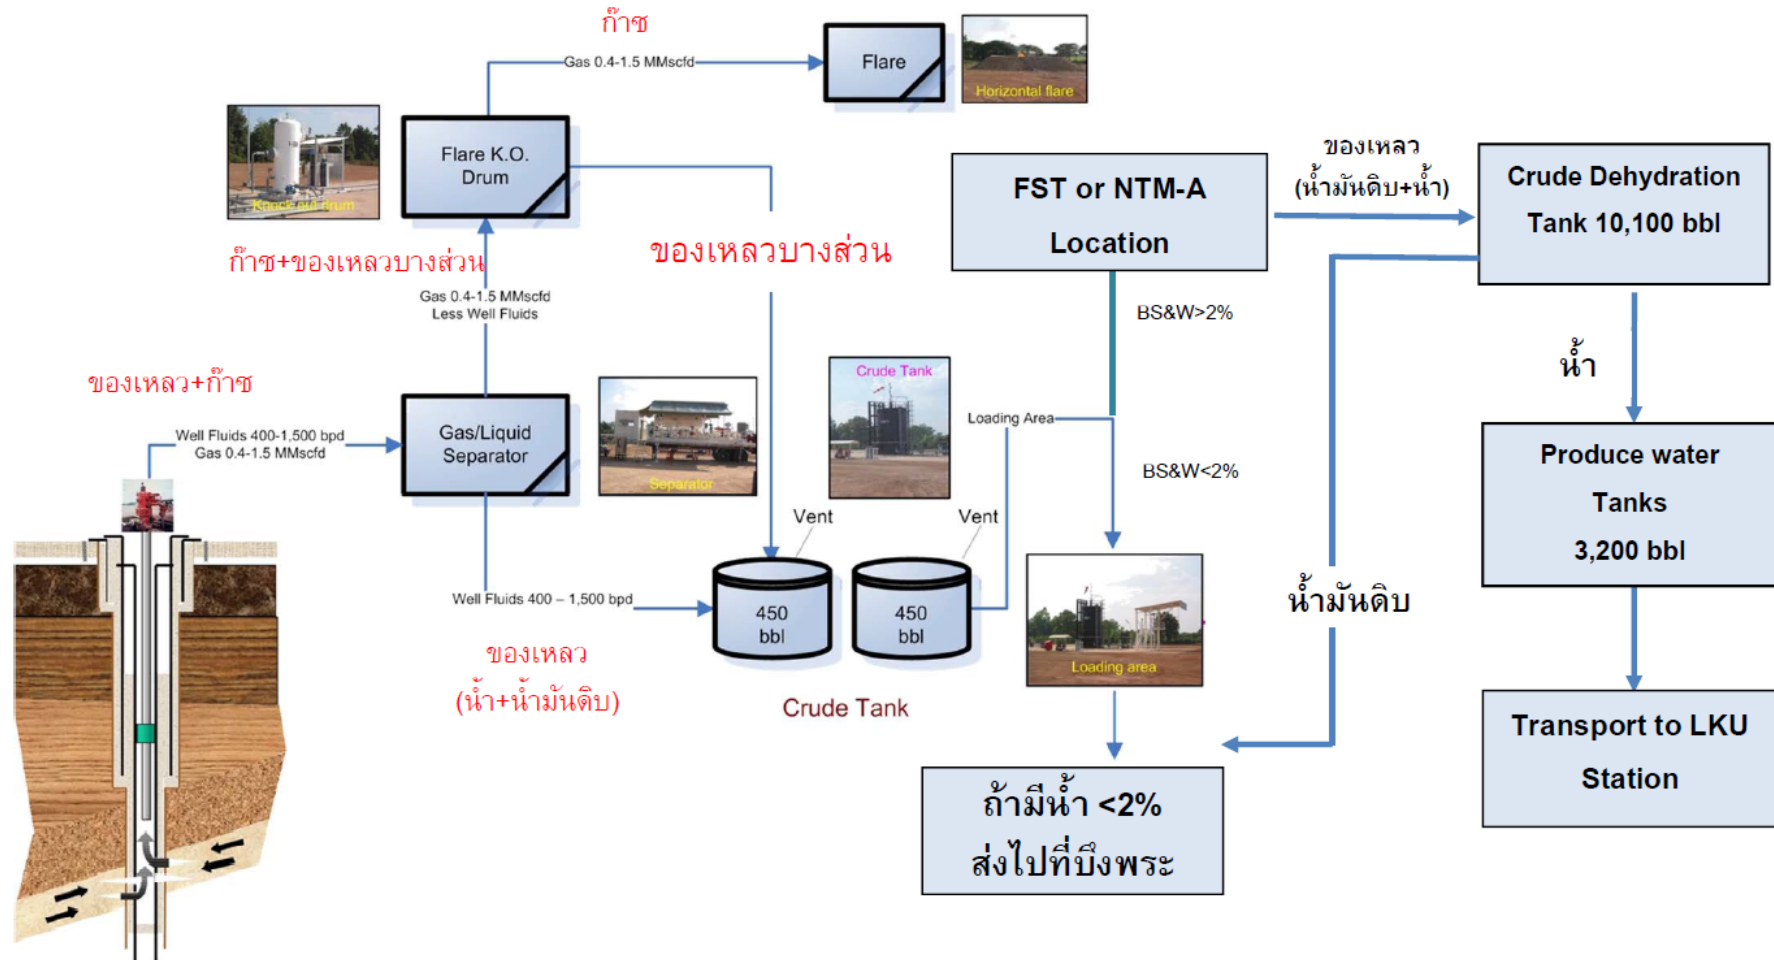 ก๊าซ
Gas 0.4-1.5 MMscfd
Flare
Horizontal flare
Flare K.O.
Drum
Knock out drum
ก๊าซ+ของเหลวบางส่วน
ของเหลวบางส่วน
Gas 0.4-1.5 MMscfd
Less Well Fluids
ของเหลว+ก๊าซ
Well Fluids 400-1,500 bpd
Gas 0.4-1.5 MMscfd
Gas/Liquid
Separator
Separator
Crude Tank
Loading Area
Vent
Vent
Well Fluids 400 – 1,500 bpd
450
bbl
450
bbl
ของเหลว
(น้ำ+น้ำมันดิบ)
Crude Tank
Loading area
FST or NTM-A
Location
BS&W>2%
BS&W<2%
ของเหลว
(น้ำมันดิบ+น้ำ)
Crude Dehydration
Tank 10,100 bbl
น้ำ
น้ำมันดิบ
Produce water
Tanks
3,200 bbl
Transport to LKU
Station
ถ้ามีน้ำ <2%
ส่งไปที่บึงพระ